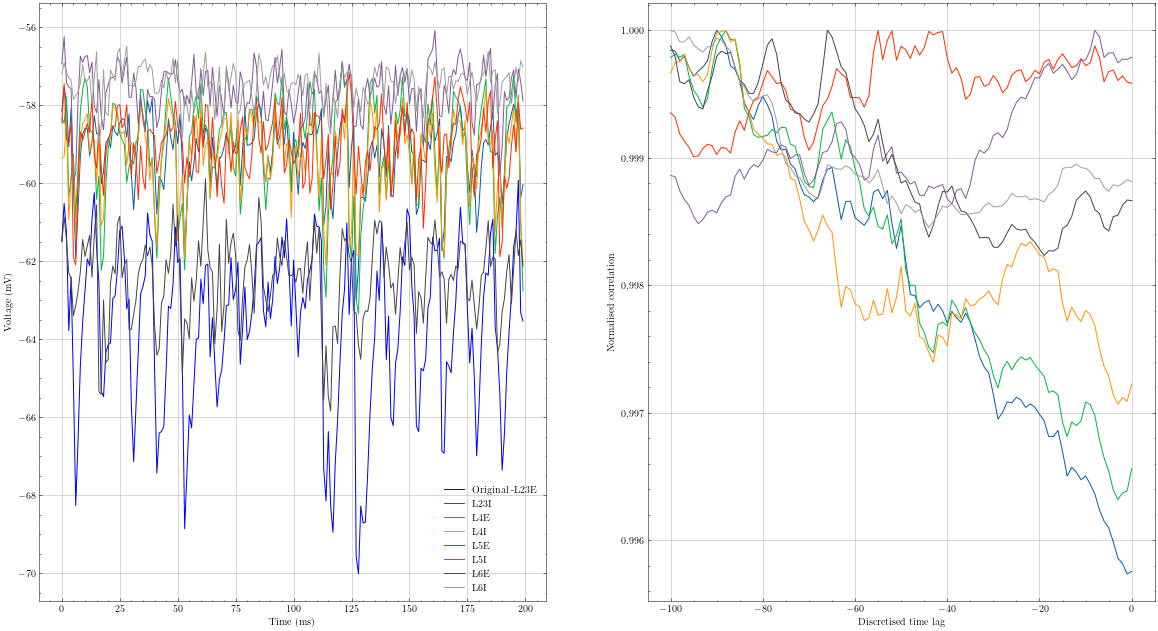 Voltage (mV)
−56
−58
−60
−62
−64
−66
−68
−70
0
25
50
75
100
125
150
175
200
Time (ms)
Original -L23E
L23I
L4E
L4I
L5E
L5I
L6E
L6I
Normalised correlation
1.000
0.999
0.998
0.997
0.996
−100
−80
−60
−40
−20
0
Discretised time lag